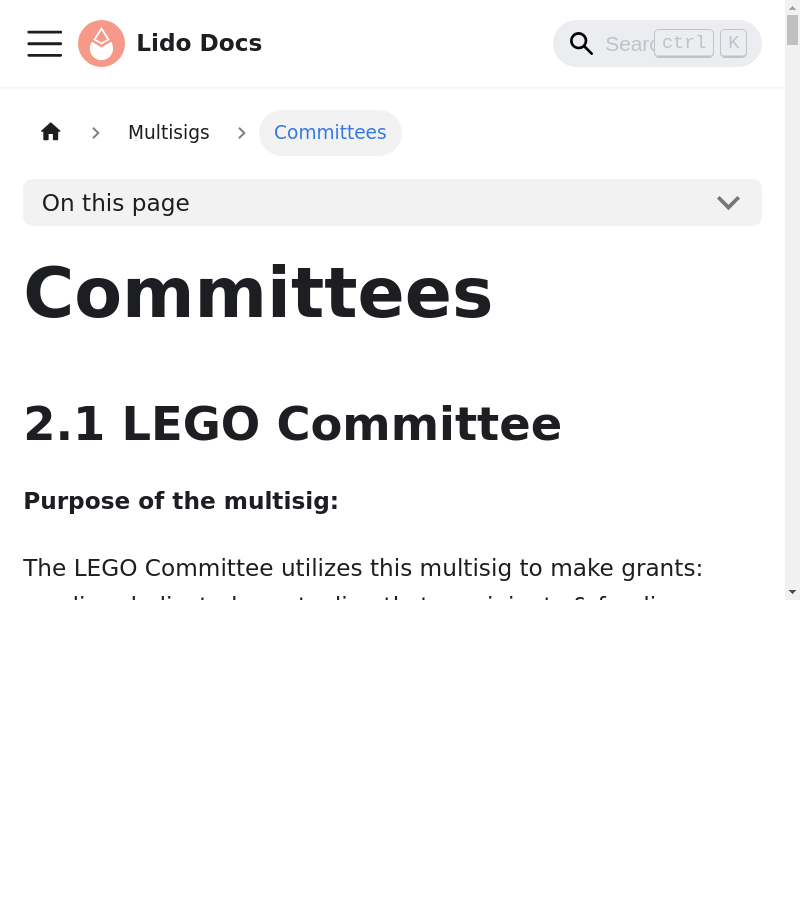 Lido Docs
Searc ctrl K
Multisigs
Committees
On this page
Committees
2.1 LEGO Committee
Purpose of the multisig:
The LEGO Committee utilizes this multisig to make grants: